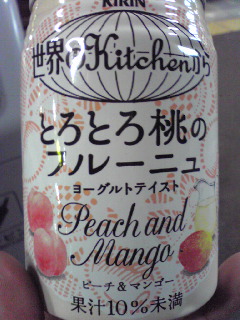 KIRIN
世界のKitchenから
とろとろ桃の
フルーニュ
ヨーグルトテイスト
Peach and
Mango
ピーチ&マンゴー
果汁10%未満